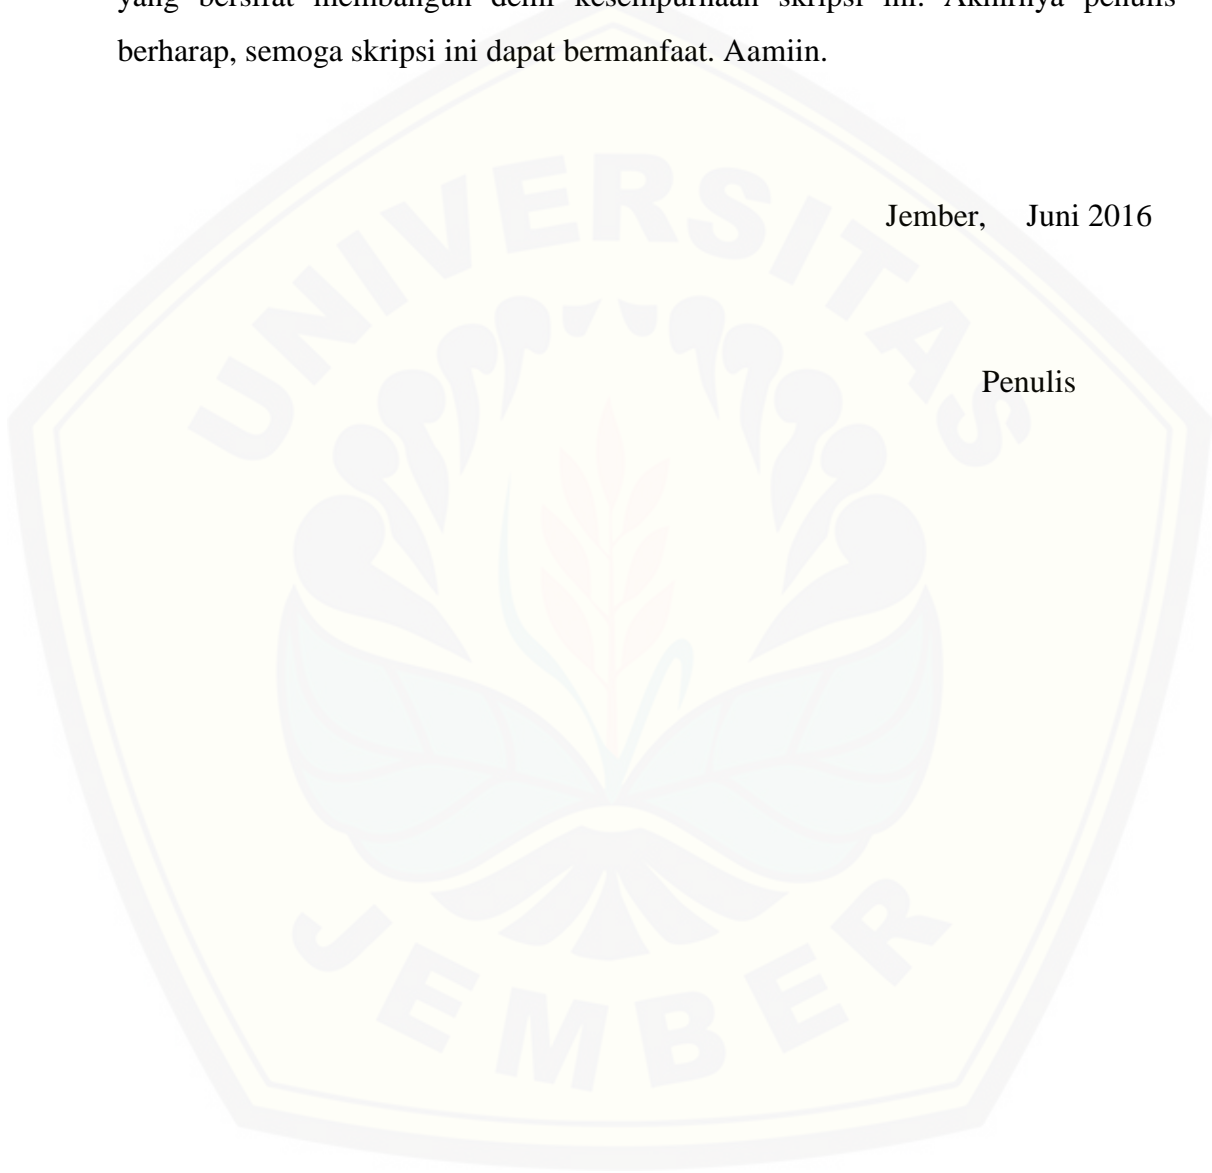 yang bersifat membangun demi kesempurnaan skripsi ini. Akhirnya penulis
berharap, semoga skripsi ini dapat bermanfaat. Aamiin.
Jember, Juni 2016
Penulis
UNIVERSITAS
JEMBER